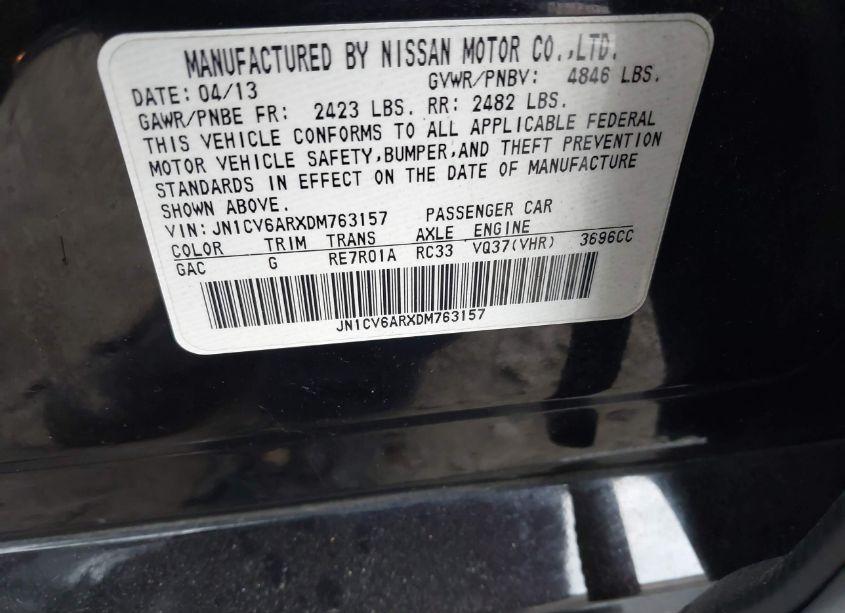 MANUFACTURED BY NISSAN MOTOR CO.,LTD.
DATE: 04/13 GVWR/PNBV: 4846 LBS.
GAWR/PNBE FR: 2423 LBS. RR: 2482 LBS.
THIS VEHICLE CONFORMS TO ALL APPLICABLE FEDERAL
MOTOR VEHICLE SAFETY,BUMPER,AND THEFT PREVENTION
STANDARDS IN EFFECT ON THE DATE OF MANUFACTURE
SHOWN ABOVE.
VIN: JN1CV6ARXDM763157 PASSENGER CAR
COLOR TRIM TRANS AXLE ENGINE
GAC G RE7R01A RC33 VQ37(VHR) 3696CC
JN1CV6ARXDM763157